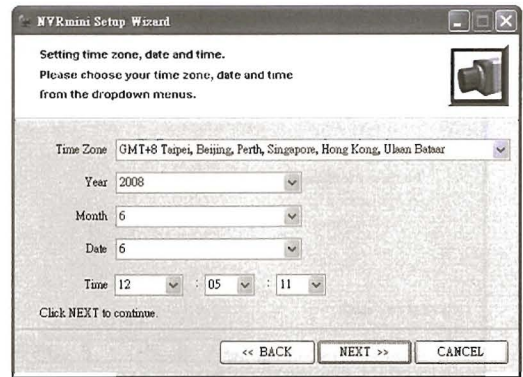 NVRmini Setup Wizard
Setting time zone, date and time.
Please choose your time zone, date and time
from the dropdown menus.
Time Zone GMT+8 Taipei, Beijing, Perth, Singapore, Hong Kong, Ulaan Bataar
Year 2008
Month 6
Date 6
Time 12 : 05 : 11
Click NEXT to continue.
<< BACK NEXT >> CANCEL